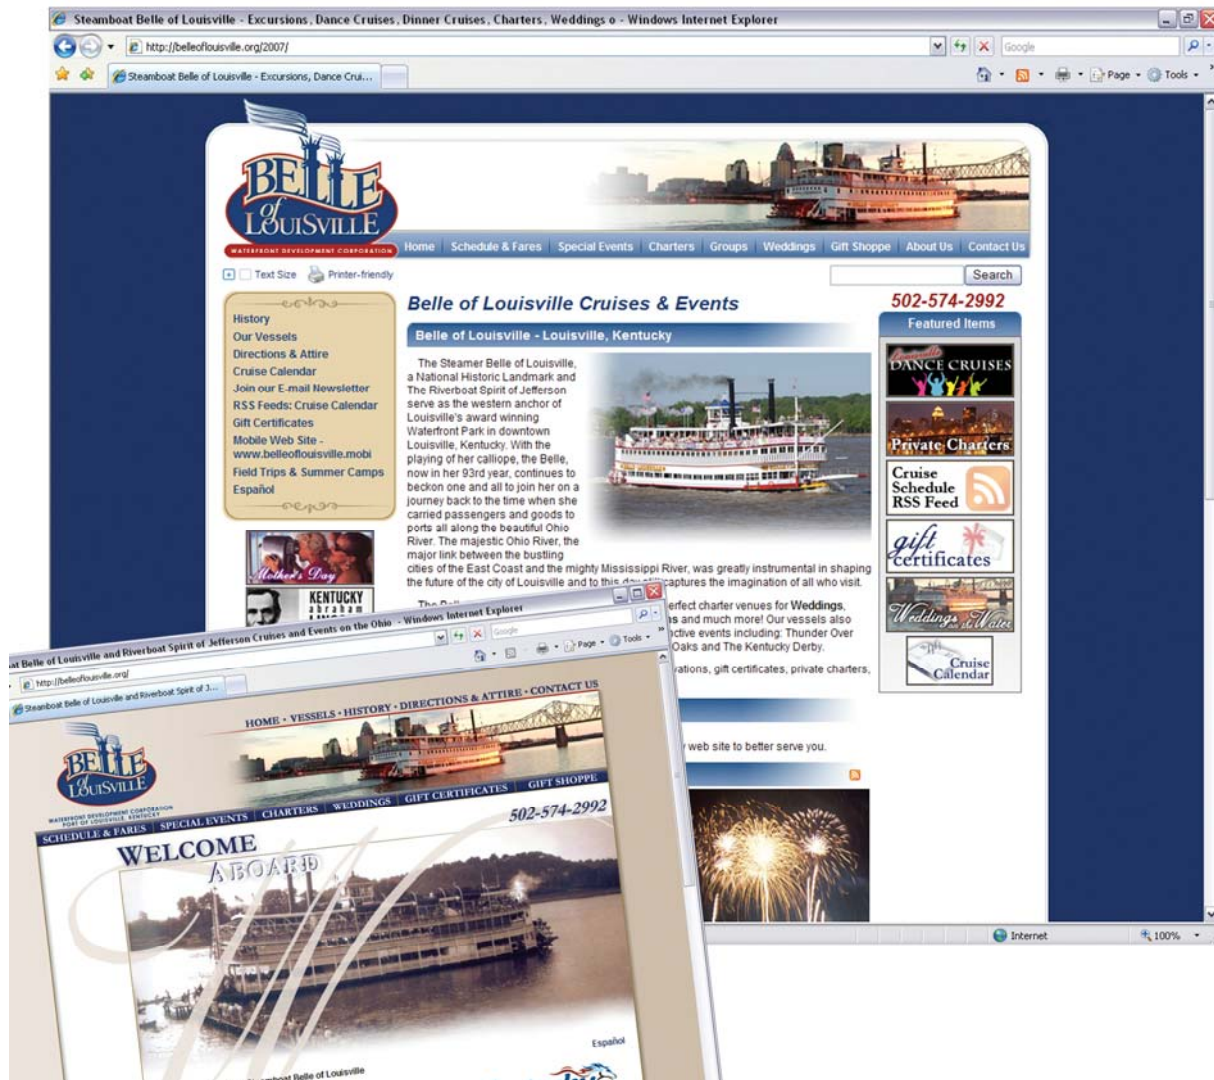 Steamboat Belle of Louisville - Excursions, Dance Cruises, Dinner Cruises, Charters, Weddings o - Windows Internet Explorer
http://belleoflouisville.org/2007/
Google
Steamboat Belle of Louisville - Excursions, Dance Crui...
Page
Tools
BELLE
of
LOUISVILLE
WATERFRONT DEVELOPMENT CORPORATION
Home
Schedule & Fares
Special Events
Charters
Groups
Weddings
Gift Shoppe
About Us
Contact Us
Text Size
Printer-friendly
Search
History
Our Vessels
Directions & Attire
Cruise Calendar
Join our E-mail Newsletter
RSS Feeds: Cruise Calendar
Gift Certificates
Mobile Web Site -
www.belleoflouisville.mobi
Field Trips & Summer Camps
Español
Mother's Day
KENTUCKY
abraham
Belle of Louisville Cruises & Events
Belle of Louisville - Louisville, Kentucky
The Steamer Belle of Louisville,
a National Historic Landmark and
The Riverboat Spirit of Jefferson
serve as the western anchor of
Louisville's award winning
Waterfront Park in downtown
Louisville, Kentucky. With the
playing of her calliope, the Belle,
now in her 93rd year, continues to
beckon one and all to join her on a
journey back to the time when she
carried passengers and goods to
ports all along the beautiful Ohio
River. The majestic Ohio River, the
major link between the bustling
cities of the East Coast and the mighty Mississippi River, was greatly instrumental in shaping
the future of the city of Louisville and to this day still captures the imagination of all who visit.
erfect charter venues for Weddings,
s and much more! Our vessels also
ctive events including: Thunder Over
Oaks and The Kentucky Derby.
vations, gift certificates, private charters,
web site to better serve you.
502-574-2992
Featured Items
Louisville
DANCE CRUISES
Private Charters
Cruise
Schedule
RSS Feed
gift
certificates
Weddings
on the Water
Cruise
Calendar
Internet
100%
at Belle of Louisville and Riverboat Spirit of Jefferson Cruises and Events on the Ohio - Windows Internet Explorer
http://belleoflouisville.org/
Google
Steamboat Belle of Louisville and Riverboat Spirit of J...
Page
Tools
HOME • VESSELS • HISTORY • DIRECTIONS & ATTIRE • CONTACT US
BELLE
of
LOUISVILLE
WATERFRONT DEVELOPMENT CORPORATION
PORT OF LOUISVILLE, KENTUCKY
SCHEDULE & FARES
SPECIAL EVENTS
CHARTERS
WEDDINGS
GIFT CERTIFICATES
GIFT SHOPPE
502-574-2992
W
WELCOME
ABOARD
Español
mboat Belle of Louisville